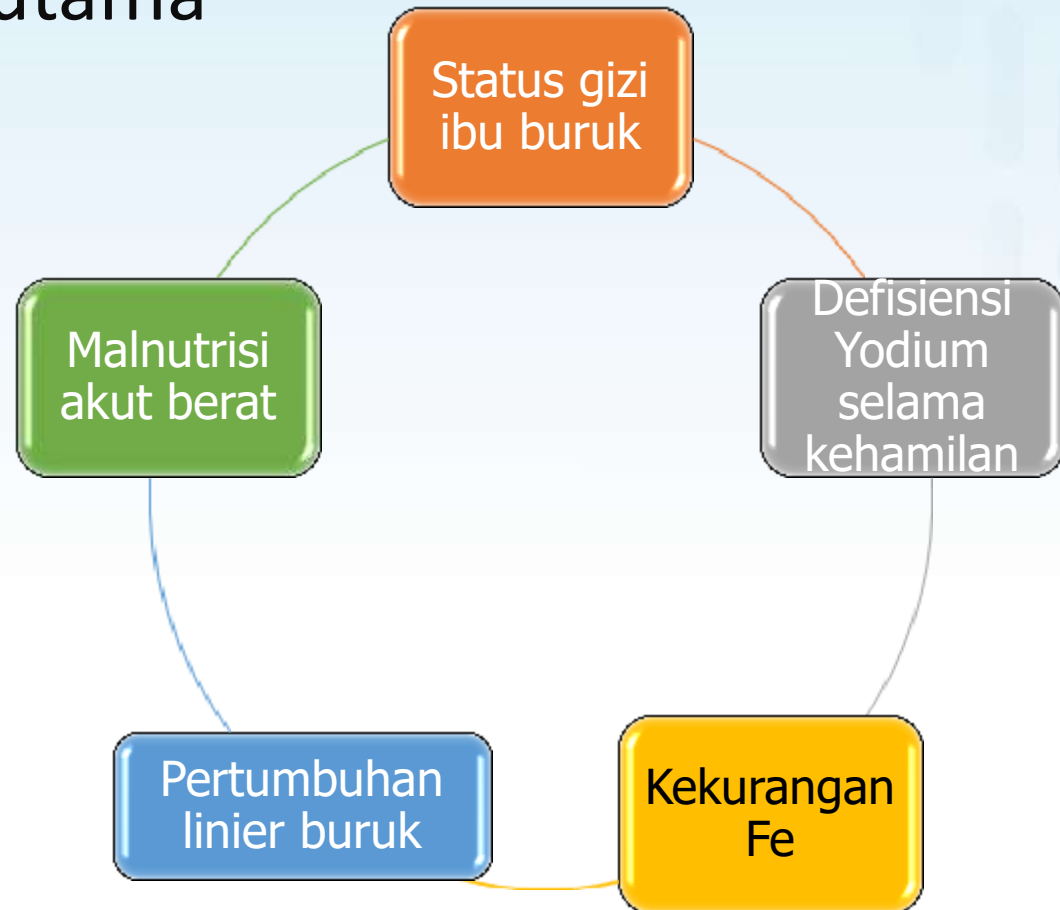 utama
Status gizi
ibu buruk
Defisiensi
Yodium
selama
kehamilan
Kekurangan
Fe
Pertumbuhan
linier buruk
Malnutrisi
akut berat